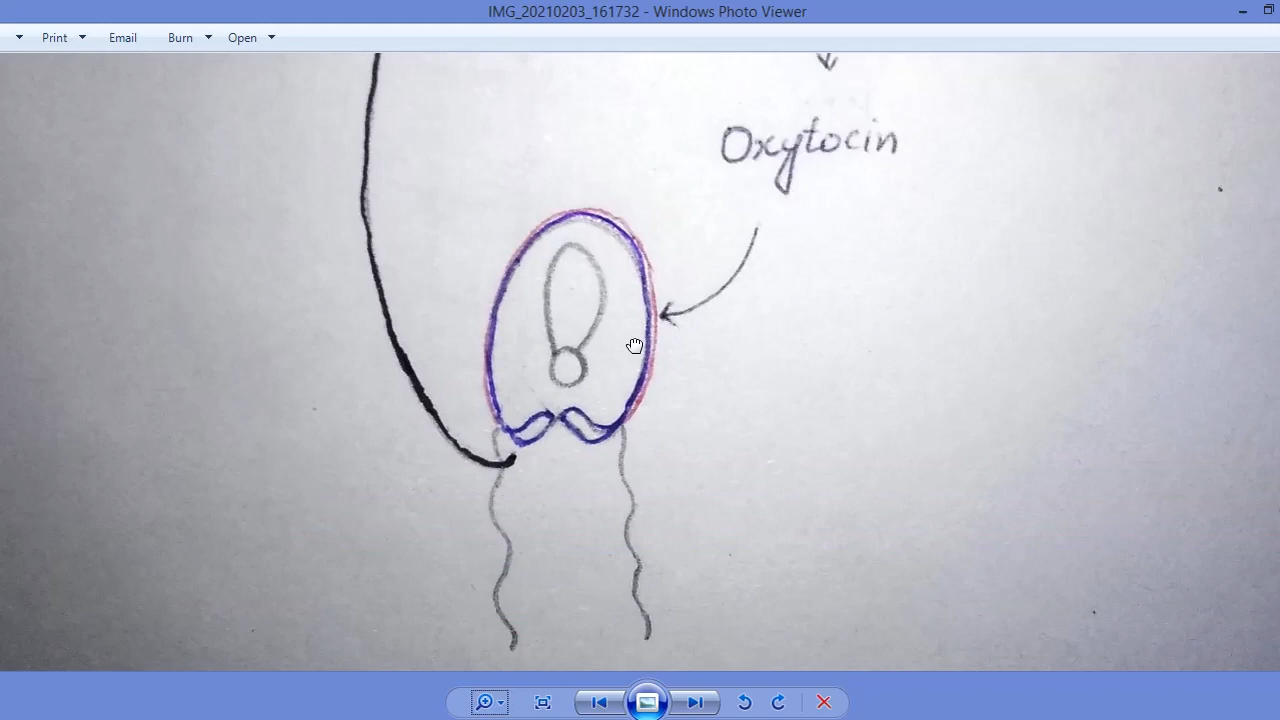 IMG_20210203_161732 - Windows Photo Viewer
Print Email Burn Open
Oxytocin